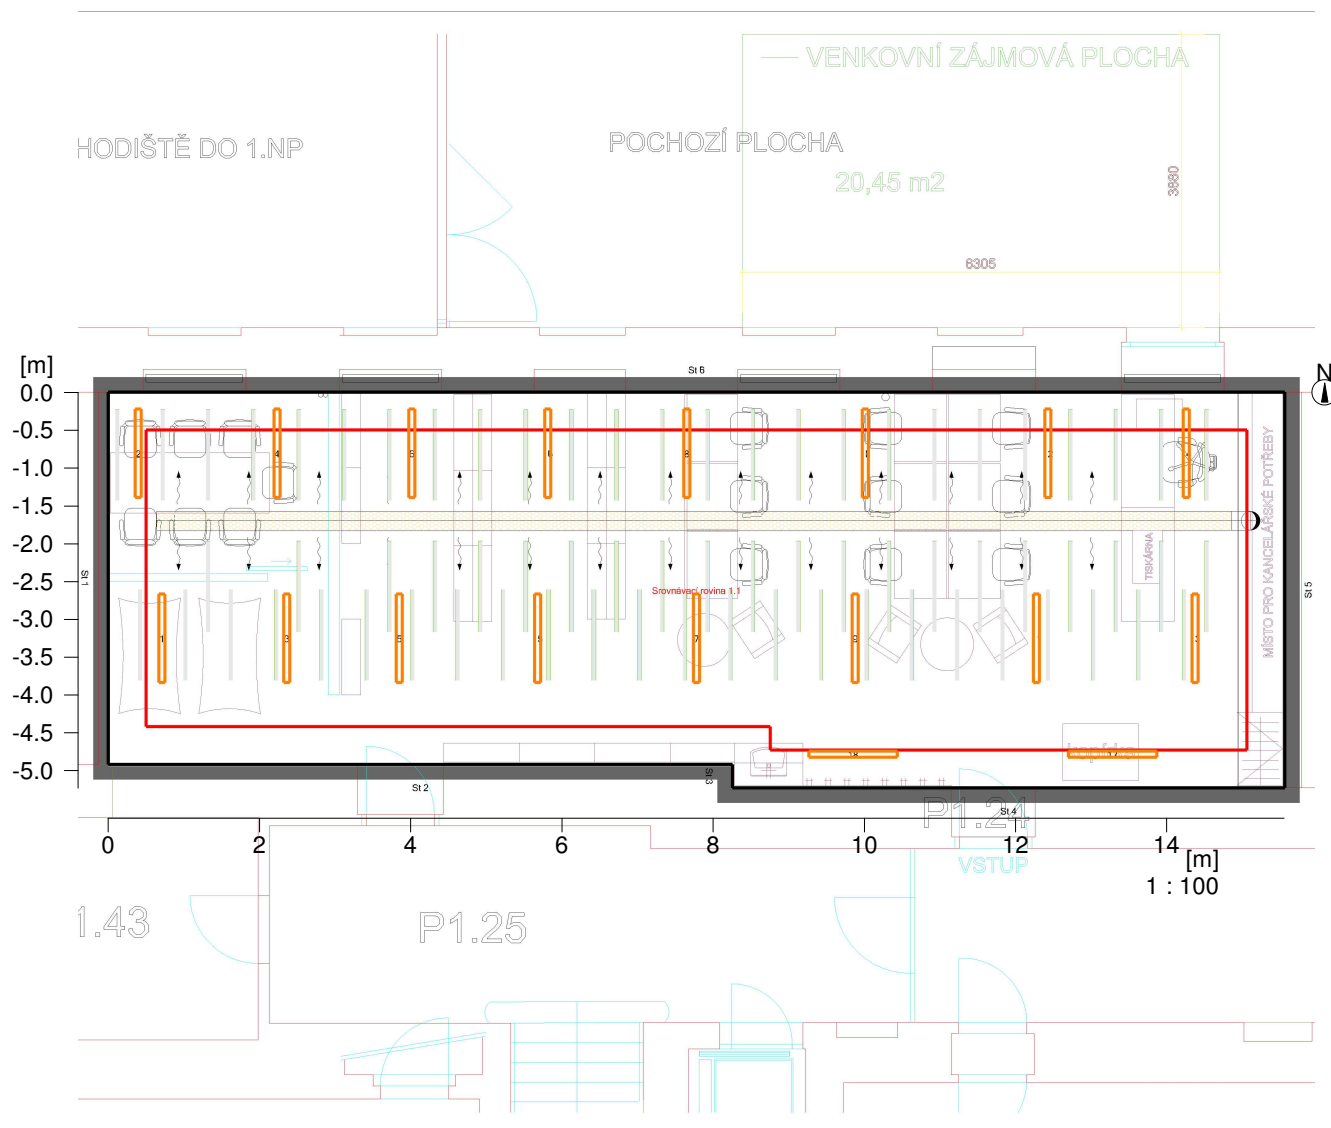 VENKOVNÍ ZÁJMOVÁ PLOCHA
HODIŠTĚ DO 1.NP
POCHOZÍ PLOCHA
20,45 m2
3880
6305
[m]
St 6
N
0.0
-0.5
-1.0
-1.5
-2.0
-2.5
-3.0
-3.5
-4.0
-4.5
-5.0
MÍSTO PRO KANCELÁŘSKÉ POTŘEBY
TISKÁRNA
St 1
St 5
Srovnávací rovina 1.1
kopírka
18
17
St 2
St 3
St 4
P1.24
0 2 4 6 8 10 12 14
[m]
VSTUP
1 : 100
1.43
P1.25